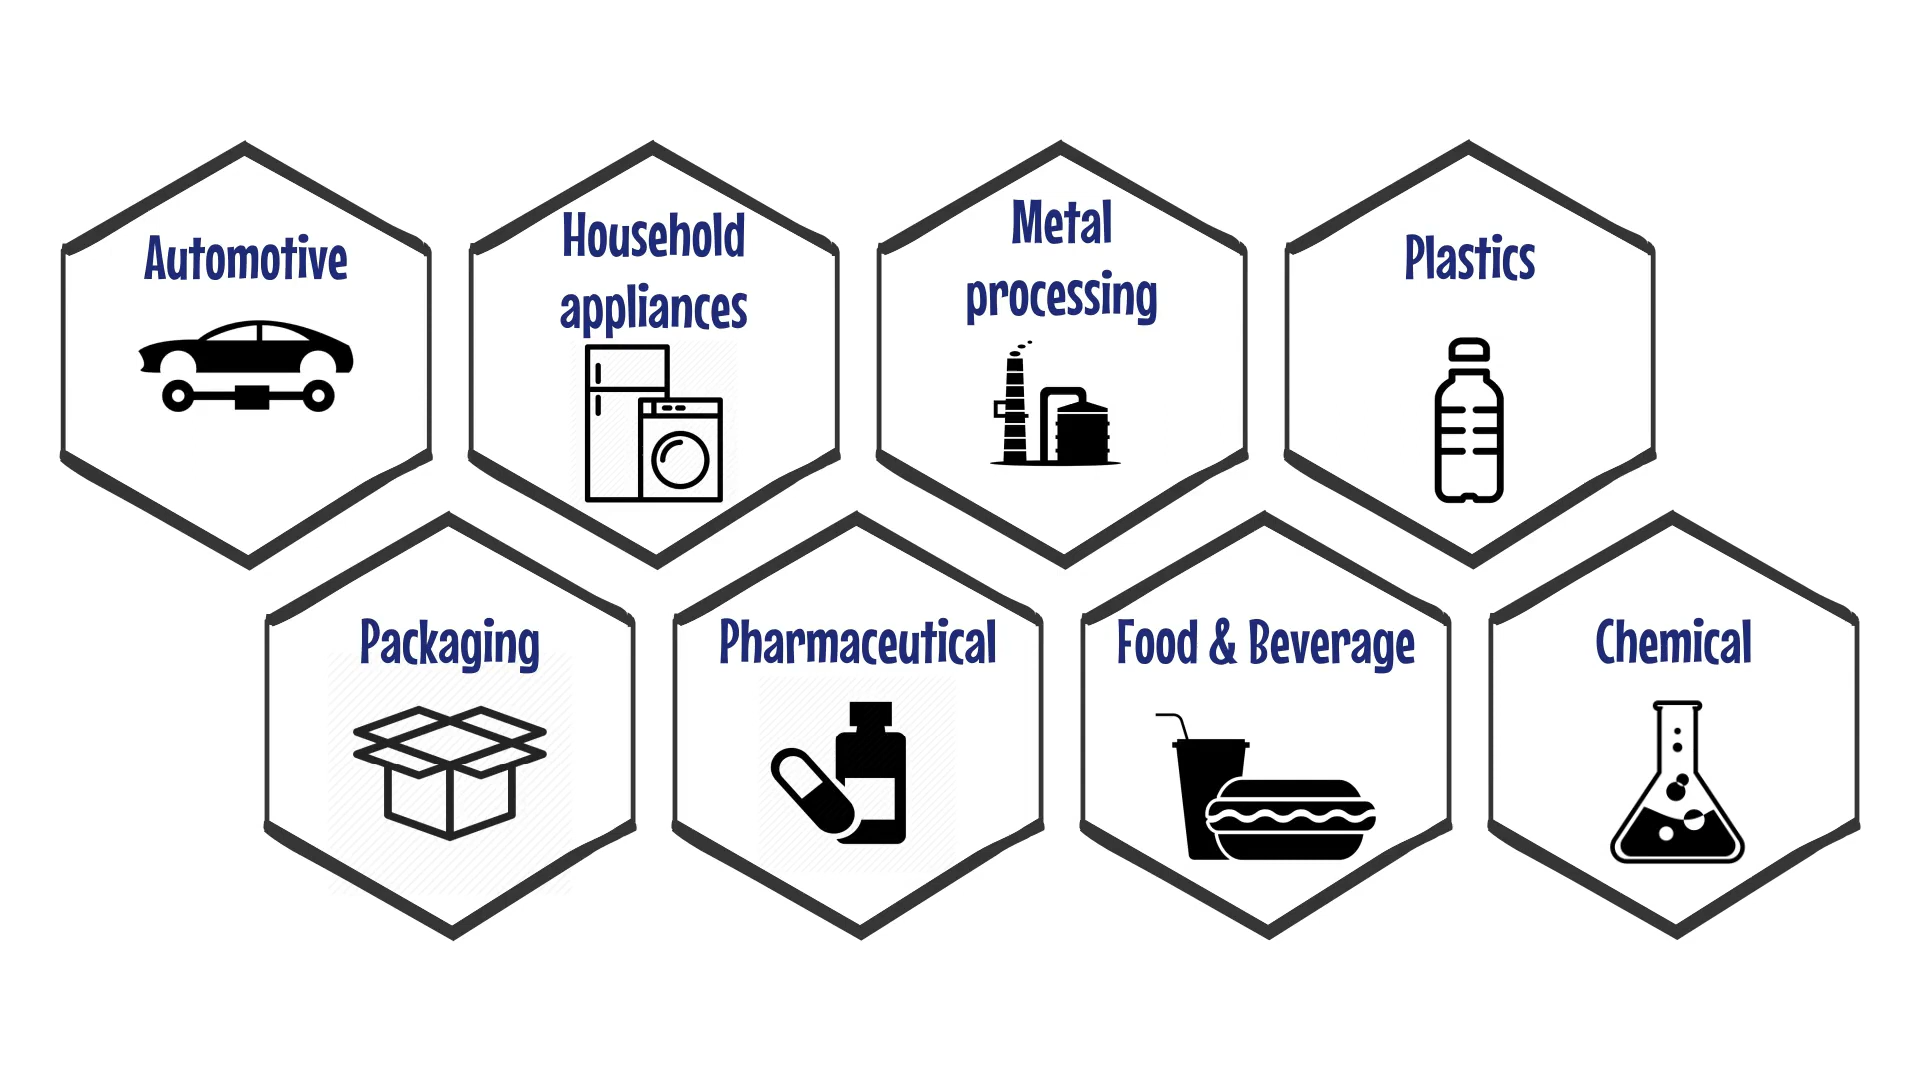 Automotive
Household
appliances
Metal
processing
Plastics
Packaging
Pharmaceutical
Food & Beverage
Chemical